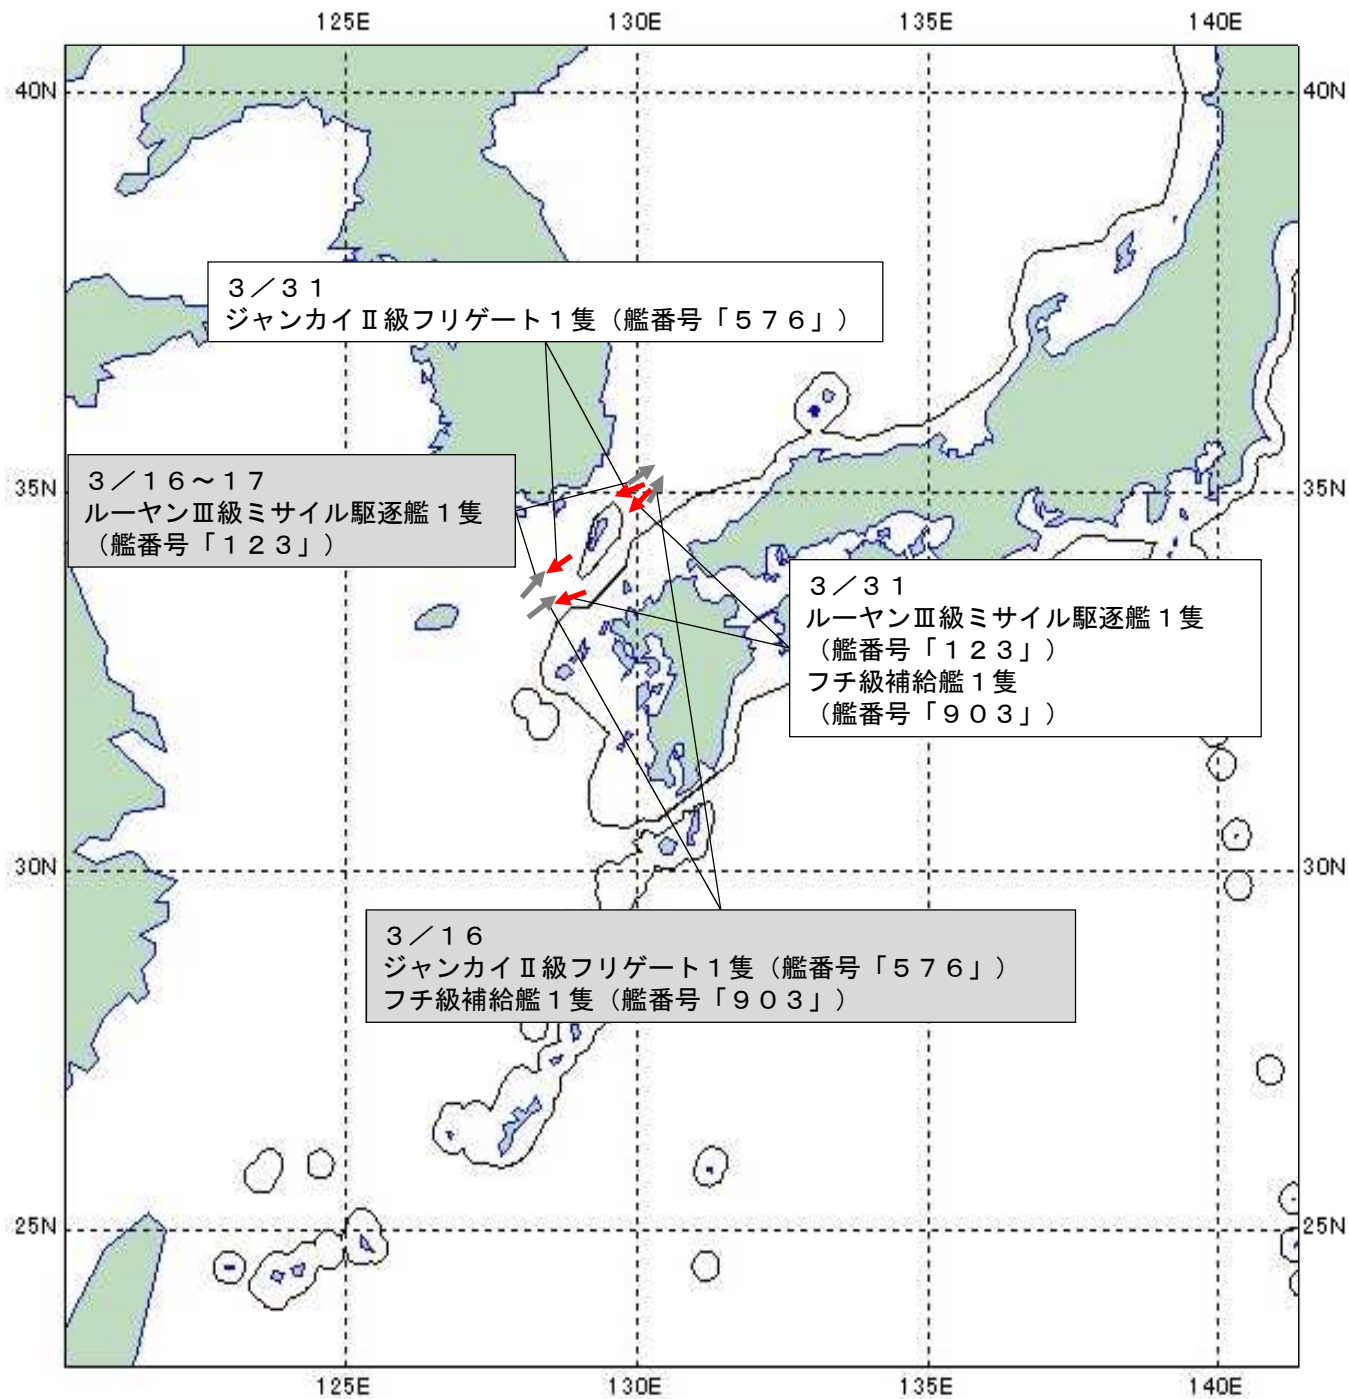 125E
130E
135E
140E
40N
40N
３／３１
ジャンカイⅡ級フリゲート１隻（艦番号「５７６」）
35N
35N
３／１６～１７
ルーヤンⅢ級ミサイル駆逐艦１隻
（艦番号「１２３」）
３／３１
ルーヤンⅢ級ミサイル駆逐艦１隻
（艦番号「１２３」）
フチ級補給艦１隻
（艦番号「９０３」）
30N
30N
３／１６
ジャンカイⅡ級フリゲート１隻（艦番号「５７６」）
フチ級補給艦１隻（艦番号「９０３」）
25N
25N
125E
130E
135E
140E